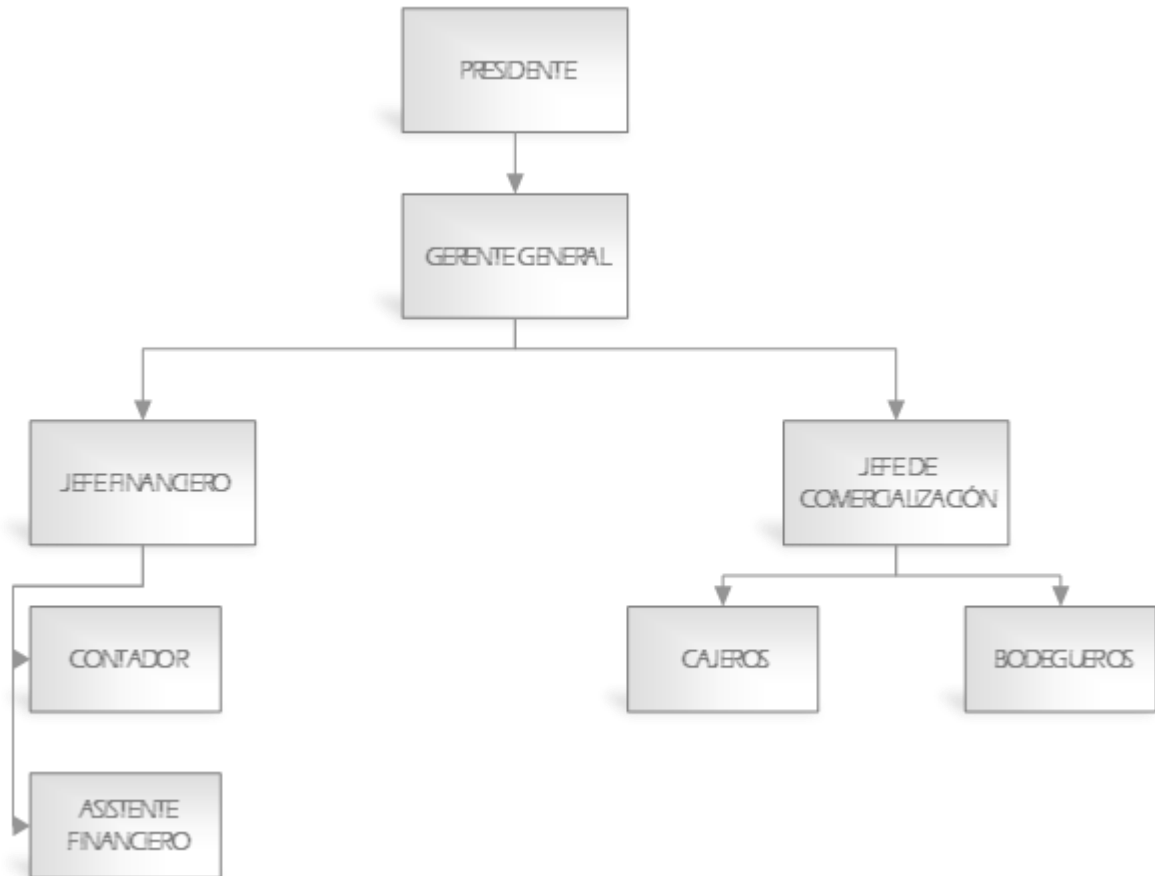 PRESIDENTE
GERENTE GENERAL
JEFE FINANCIERO
JEFE DE
COMERCIALIZACIÓN
CONTADOR
CAJEROS
BODEGUEROS
ASISTENTE
FINANCIERO